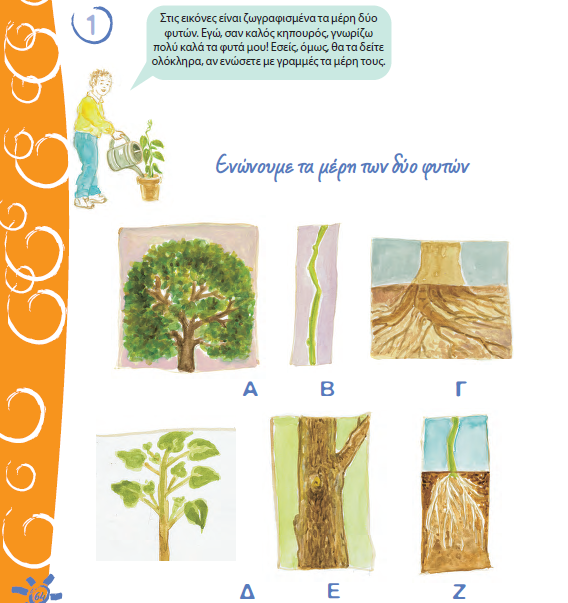 1
Στις εικόνες είναι ζωγραφισμένα τα μέρη δύο
φυτών. Εγώ, σαν καλός κηπουρός, γνωρίζω
πολύ καλά τα φυτά μου! Εσείς, όμως, θα τα δείτε
ολόκληρα, αν ενώσετε με γραμμές τα μέρη τους.
Ενώνουμε τα μέρη των δύο φυτών
Α Β Γ
Δ Ε Ζ
64